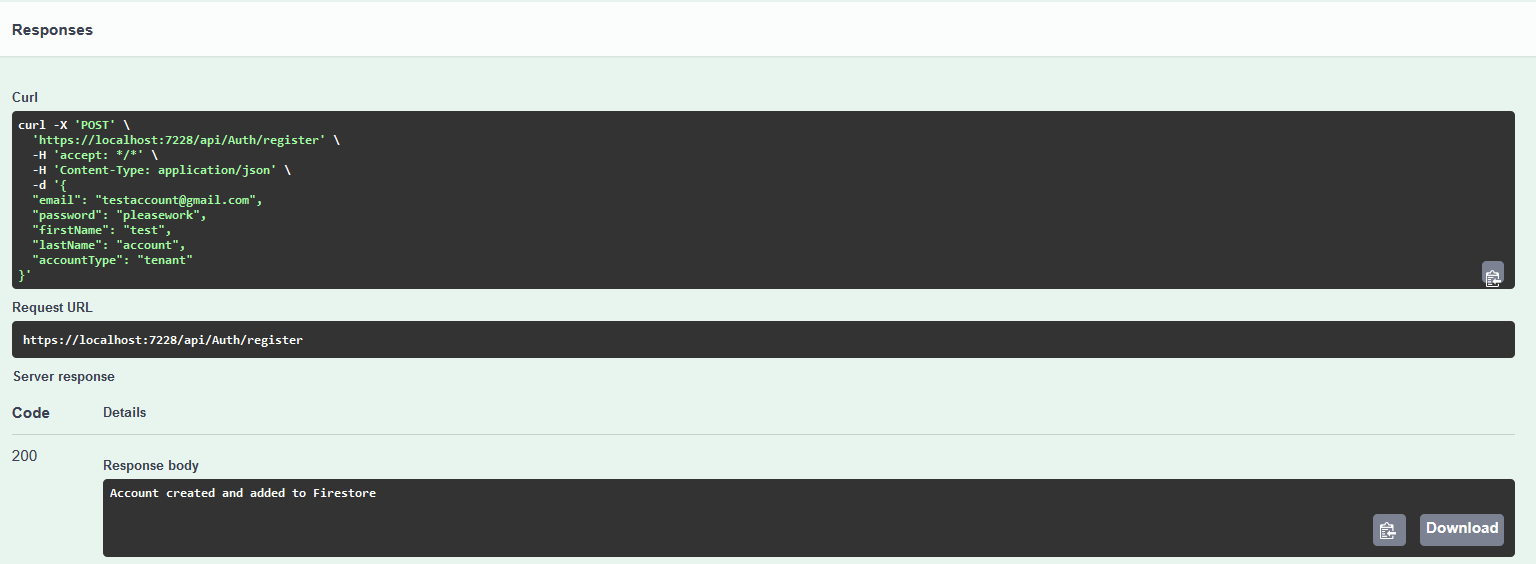 Responses
Curl
curl -X 'POST' \
  'https://localhost:7228/api/Auth/register' \
  -H 'accept: */*' \
  -H 'Content-Type: application/json' \
  -d '{
  "email": "testaccount@gmail.com",
  "password": "pleasework",
  "firstName": "test",
  "lastName": "account",
  "accountType": "tenant"
}'
Request URL
https://localhost:7228/api/Auth/register
Server response
Code Details
200
Response body
Account created and added to Firestore
Download